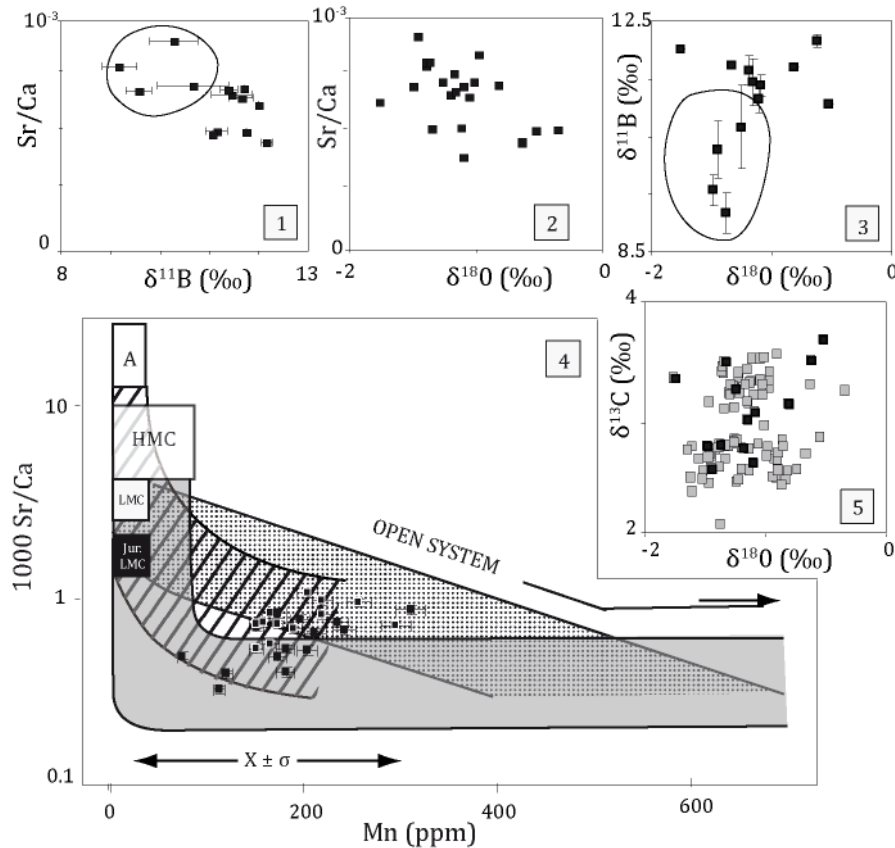 10⁻³
Sr/Ca
0
8
δ¹¹B (‰)
13
1
10⁻³
Sr/Ca
0
-2
δ¹⁸O (‰)
0
2
12.5
δ¹¹B (‰)
8.5
-2
δ¹⁸O (‰)
0
3
4
A
HMC
LMC
Jur.
LMC
OPEN SYSTEM
10
1
0.1
1000 Sr/Ca
X ± σ
0
200
400
600
Mn (ppm)
4
δ¹³C (‰)
2
-2
δ¹⁸O (‰)
0
5